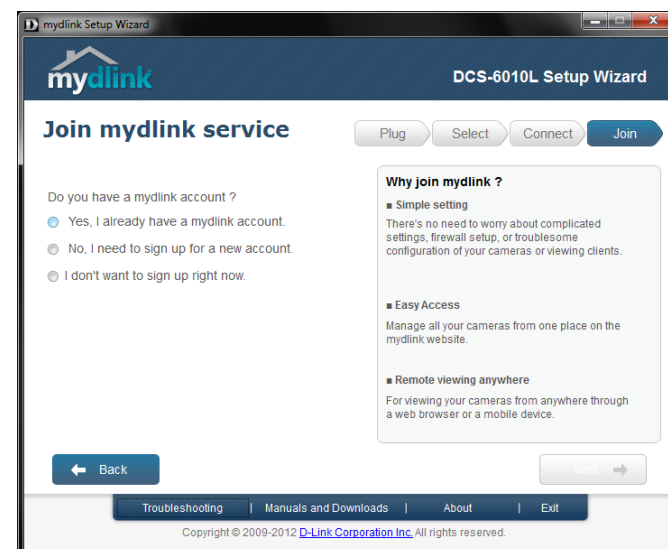 mydlink Setup Wizard
mydlink
DCS-6010L Setup Wizard
Join mydlink service
Plug
Select
Connect
Join
Do you have a mydlink account ?
Yes, I already have a mydlink account.
No, I need to sign up for a new account.
I don't want to sign up right now.
Why join mydlink ?
■ Simple setting
There's no need to worry about complicated
settings, firewall setup, or troublesome
configuration of your cameras or viewing clients.
■ Easy Access
Manage all your cameras from one place on the
mydlink website.
■ Remote viewing anywhere
For viewing your cameras from anywhere through
a web browser or a mobile device.
Back
Next
Troubleshooting | Manuals and Downloads | About | Exit
Copyright © 2009-2012 D-Link Corporation Inc. All rights reserved.